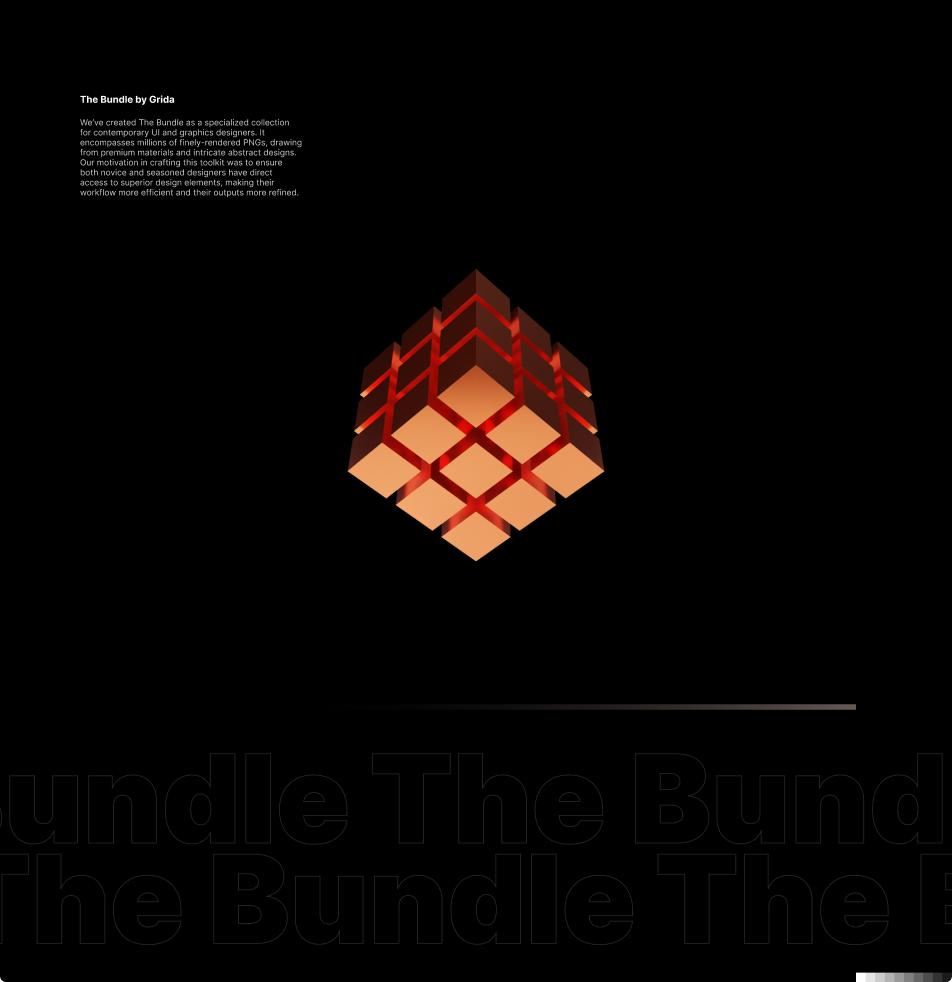 The Bundle by Grida
We've created The Bundle as a specialized collection
for contemporary UI and graphics designers. It
encompasses millions of finely-rendered PNGs, drawing
from premium materials and intricate abstract designs.
Our motivation in crafting this toolkit was to ensure
both novice and seasoned designers have direct
access to superior design elements, making their
workflow more efficient and their outputs more refined.
Bundle The Bund
The Bundle The B